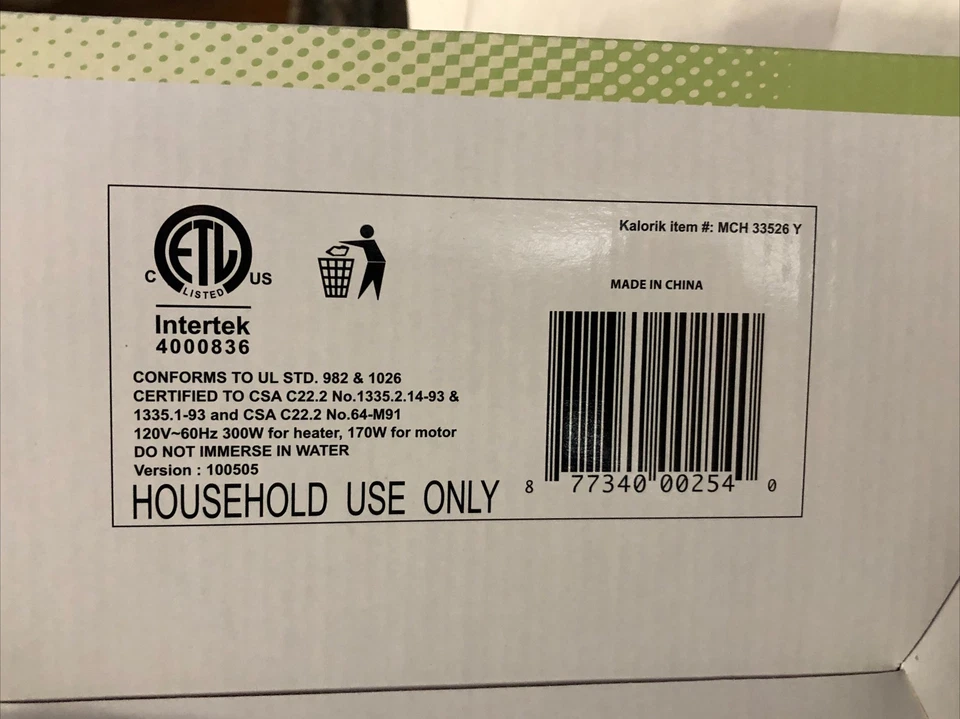 ETL
C US
LISTED
Intertek
4000836
CONFORMS TO UL STD. 982 & 1026
CERTIFIED TO CSA C22.2 No.1335.2.14-93 &
1335.1-93 and CSA C22.2 No.64-M91
120V~60Hz 300W for heater, 170W for motor
DO NOT IMMERSE IN WATER
Version : 100505
HOUSEHOLD USE ONLY
Kalorik item #: MCH 33526 Y
MADE IN CHINA
8 77340 00254 0